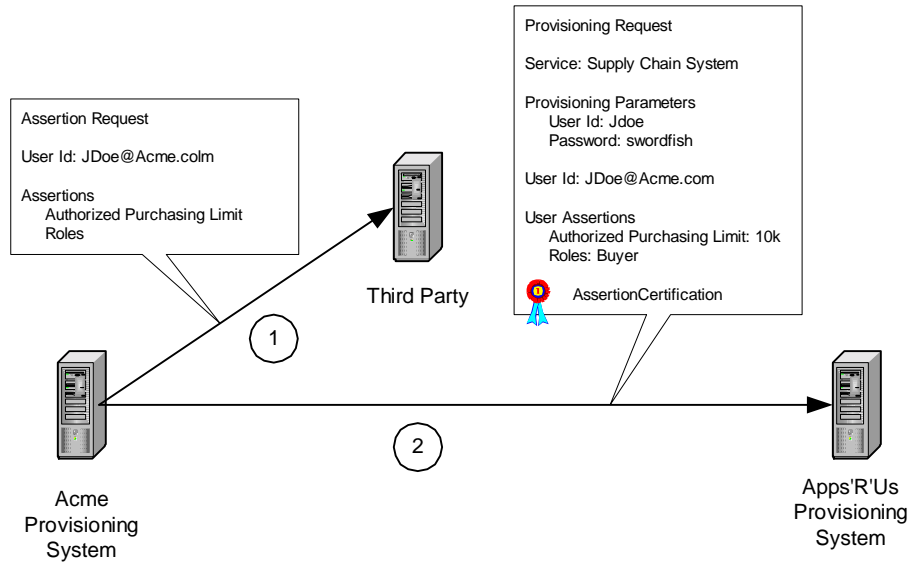 Assertion Request
User Id: JDoe@Acme.colm
Assertions
Authorized Purchasing Limit
Roles
Provisioning Request
Service: Supply Chain System
Provisioning Parameters
User Id: Jdoe
Password: swordfish
User Id: JDoe@Acme.com
User Assertions
Authorized Purchasing Limit: 10k
Roles: Buyer
1
AssertionCertification
Third Party
1
2
Acme
Provisioning
System
Apps'R'Us
Provisioning
System